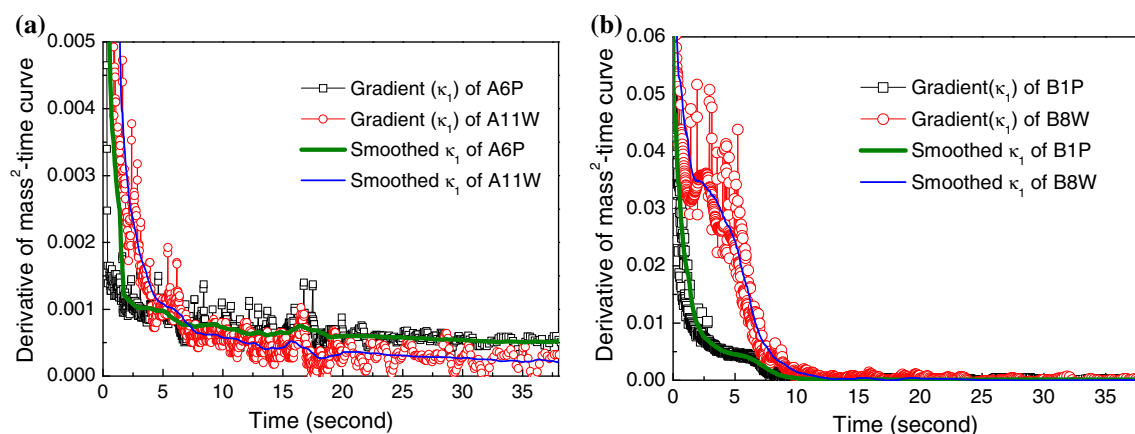 (a)
Derivative of mass²-time curve
0.005
0.004
0.003
0.002
0.001
0.000
Gradient (κ₁) of A6P
Gradient (κ₁) of A11W
Smoothed κ₁ of A6P
Smoothed κ₁ of A11W
0 5 10 15 20 25 30 35
Time (second)
(b)
Derivative of mass²-time curve
0.06
0.05
0.04
0.03
0.02
0.01
0.00
Gradient(κ₁) of B1P
Gradient(κ₁) of B8W
Smoothed κ₁ of B1P
Smoothed κ₁ of B8W
0 5 10 15 20 25 30 35
Time (second)